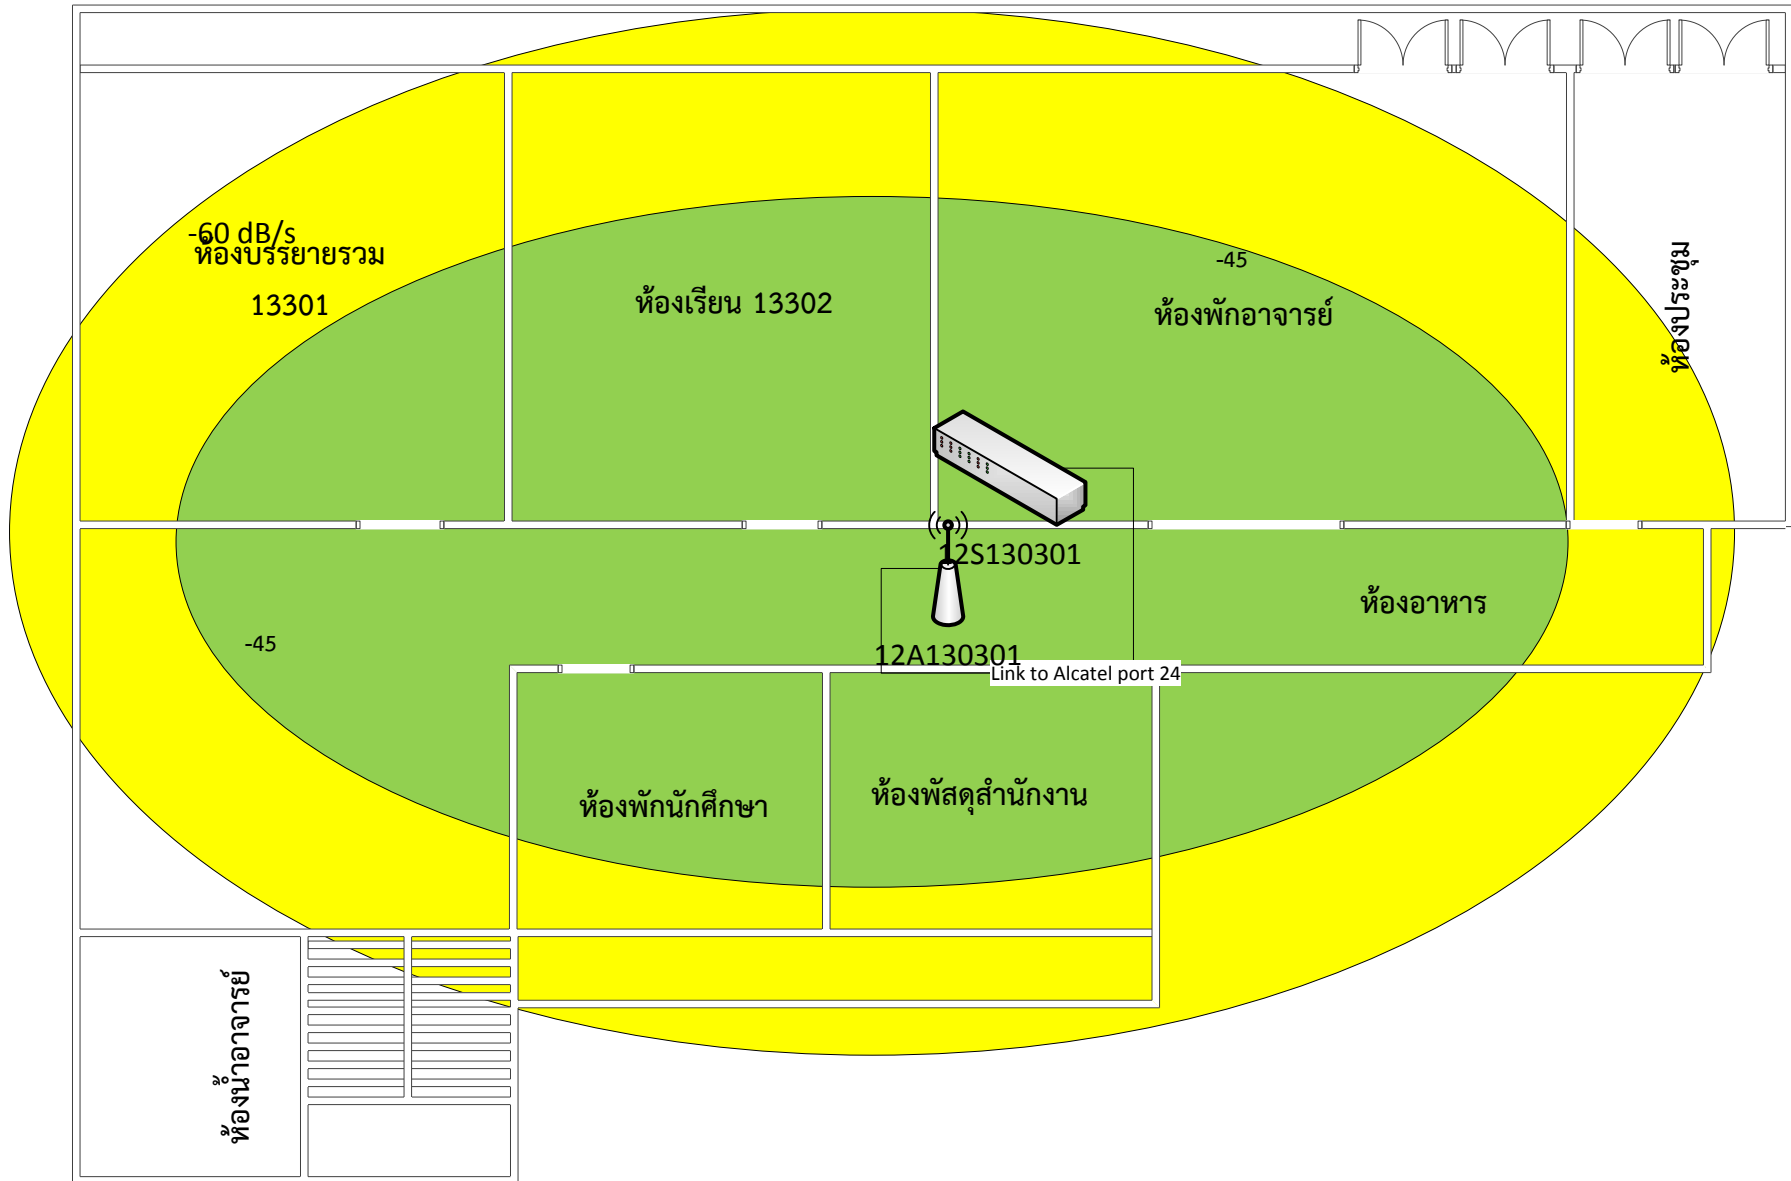 -60 dB/s
ห้องบรรยายรวม
13301
ห้องเรียน 13302
-45
ห้องพักอาจารย์
ห้องประชุม
12S130301
ห้องอาหาร
-45
12A130301
Link to Alcatel port 24
ห้องพักนักศึกษา
ห้องพัสดุสำนักงาน
ห้องน้ำอาจารย์